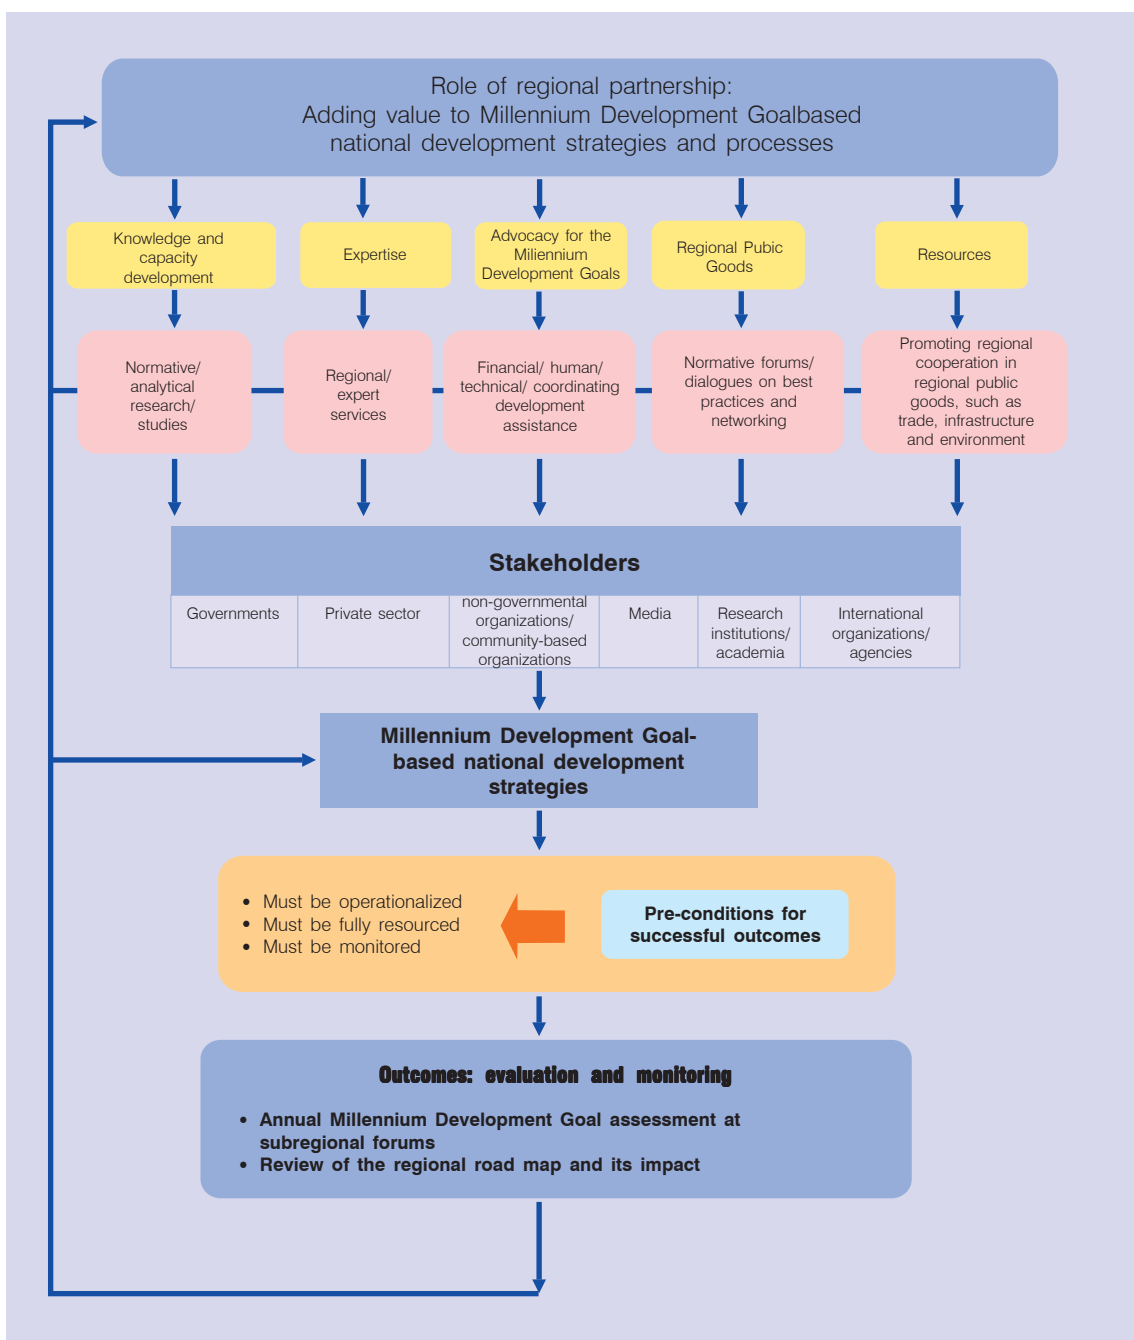 Role of regional partnership:
Adding value to Millennium Development Goalbased
national development strategies and processes
Knowledge and
capacity
development
Expertise
Advocacy for the
Millennium
Development Goals
Regional Pubic
Goods
Resources
Normative/
analytical
research/
studies
Regional/
expert
services
Financial/ human/
technical/ coordinating
development
assistance
Normative forums/
dialogues on best
practices and
networking
Promoting regional
cooperation in
regional public
goods, such as
trade, infrastructure
and environment
Stakeholders
Governments
Private sector
non-governmental
organizations/
community-based
organizations
Media
Research
institutions/
academia
International
organizations/
agencies
Millennium Development Goal-
based national development
strategies
• Must be operationalized
• Must be fully resourced
• Must be monitored
Pre-conditions for
successful outcomes
Outcomes: evaluation and monitoring
• Annual Millennium Development Goal assessment at
subregional forums
• Review of the regional road map and its impact